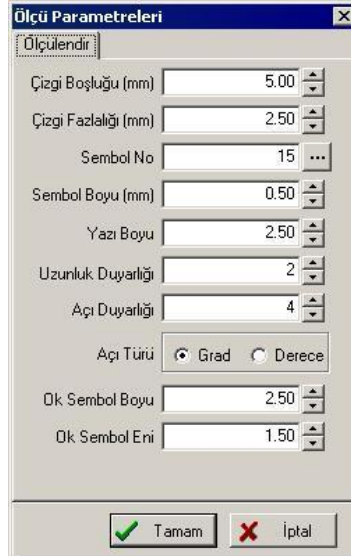 Ölçü Parametreleri
Ölçülendir
Çizgi Boşluğu (mm) 5.00
Çizgi Fazlalığı (mm) 2.50
Sembol No 15 ...
Sembol Boyu (mm) 0.50
Yazı Boyu 2.50
Uzunluk Duyarlığı 2
Açı Duyarlığı 4
Açı Türü Grad Derece
Ok Sembol Boyu 2.50
Ok Sembol Eni 1.50
Tamam İptal